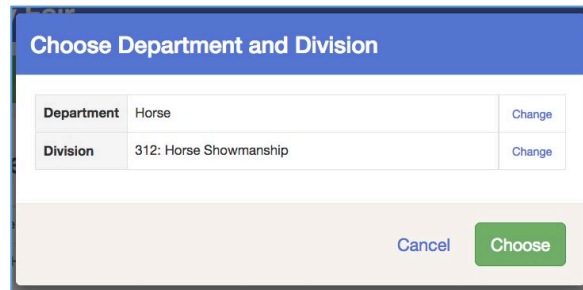 Choose Department and Division
Department Horse Change
Division 312: Horse Showmanship Change
Cancel Choose